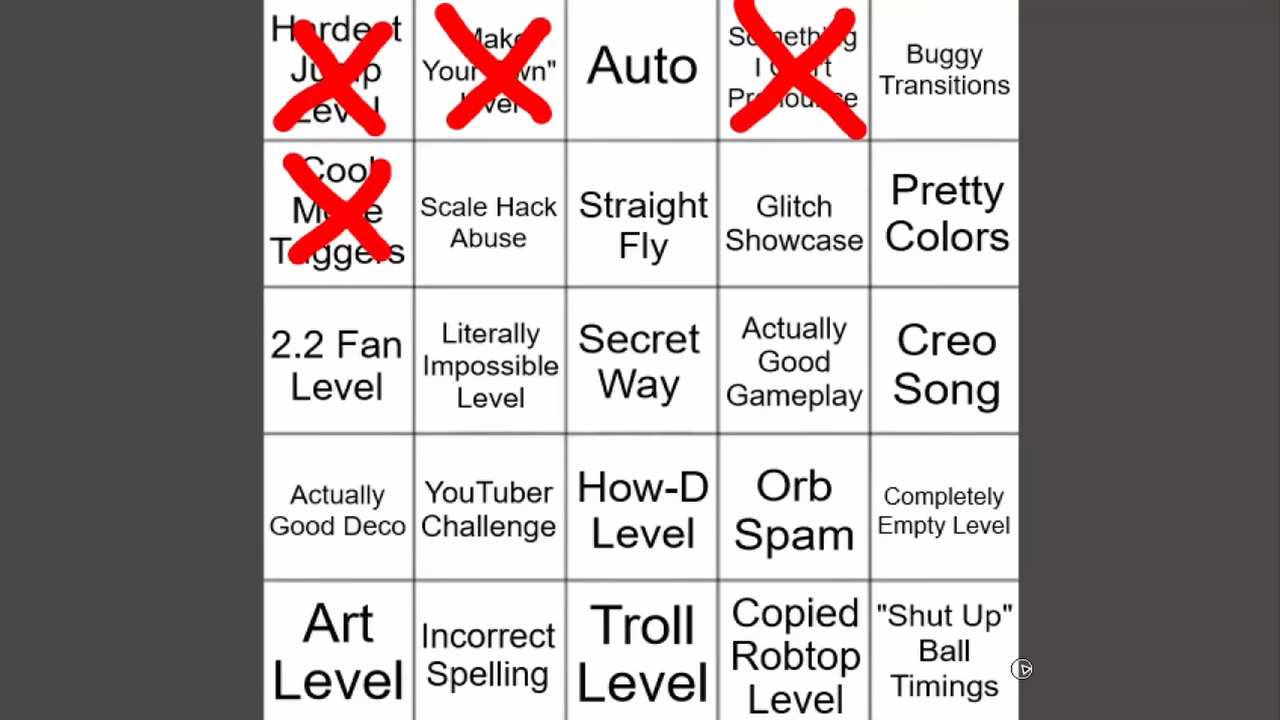 Hardest
Jump
Level
"Make
Your Own"
Level
Auto
Something
I Can't
Pronounce
Buggy
Transitions
Cool
Move
Triggers
Scale Hack
Abuse
Straight
Fly
Glitch
Showcase
Pretty
Colors
2.2 Fan
Level
Literally
Impossible
Level
Secret
Way
Actually
Good
Gameplay
Creo
Song
Actually
Good Deco
YouTuber
Challenge
How-D
Level
Orb
Spam
Completely
Empty Level
Art
Level
Incorrect
Spelling
Troll
Level
Copied
Robtop
Level
"Shut Up"
Ball
Timings